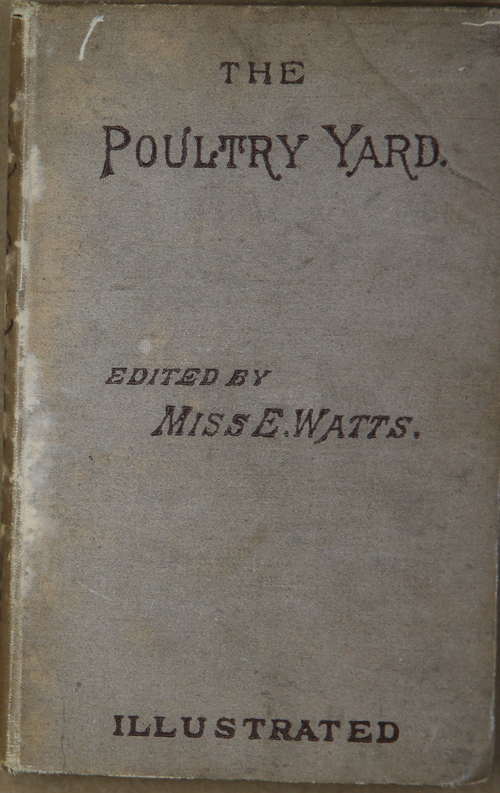 THE
POULTRY YARD.
EDITED BY
MISS E. WATTS.
ILLUSTRATED